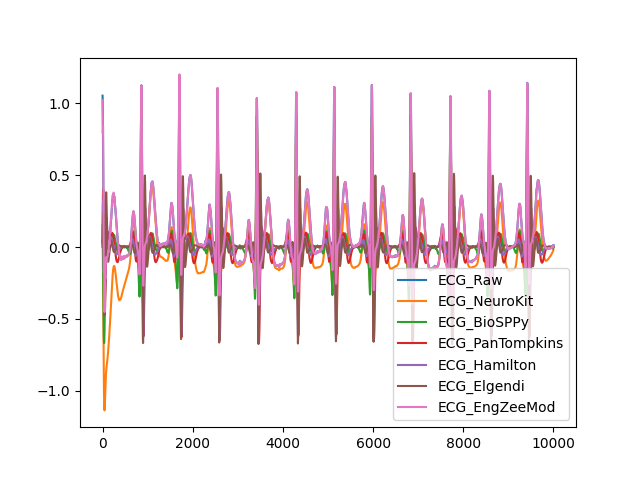 1.0
0.5
0.0
−0.5
−1.0
0
2000
4000
6000
8000
10000
ECG_Raw
ECG_NeuroKit
ECG_BioSPPy
ECG_PanTompkins
ECG_Hamilton
ECG_Elgendi
ECG_EngZeeMod